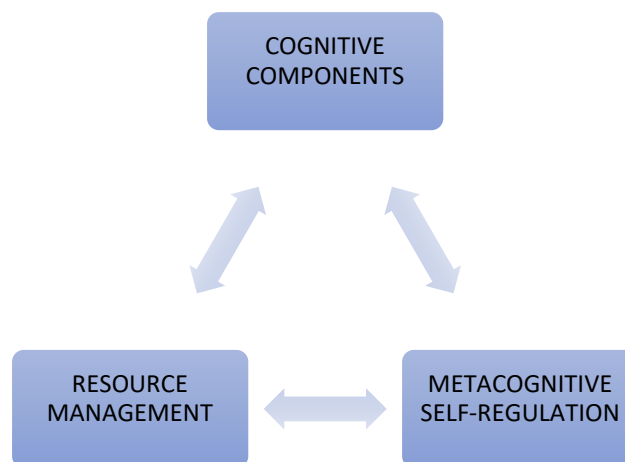 COGNITIVE
COMPONENTS
RESOURCE
MANAGEMENT
METACOGNITIVE
SELF-REGULATION